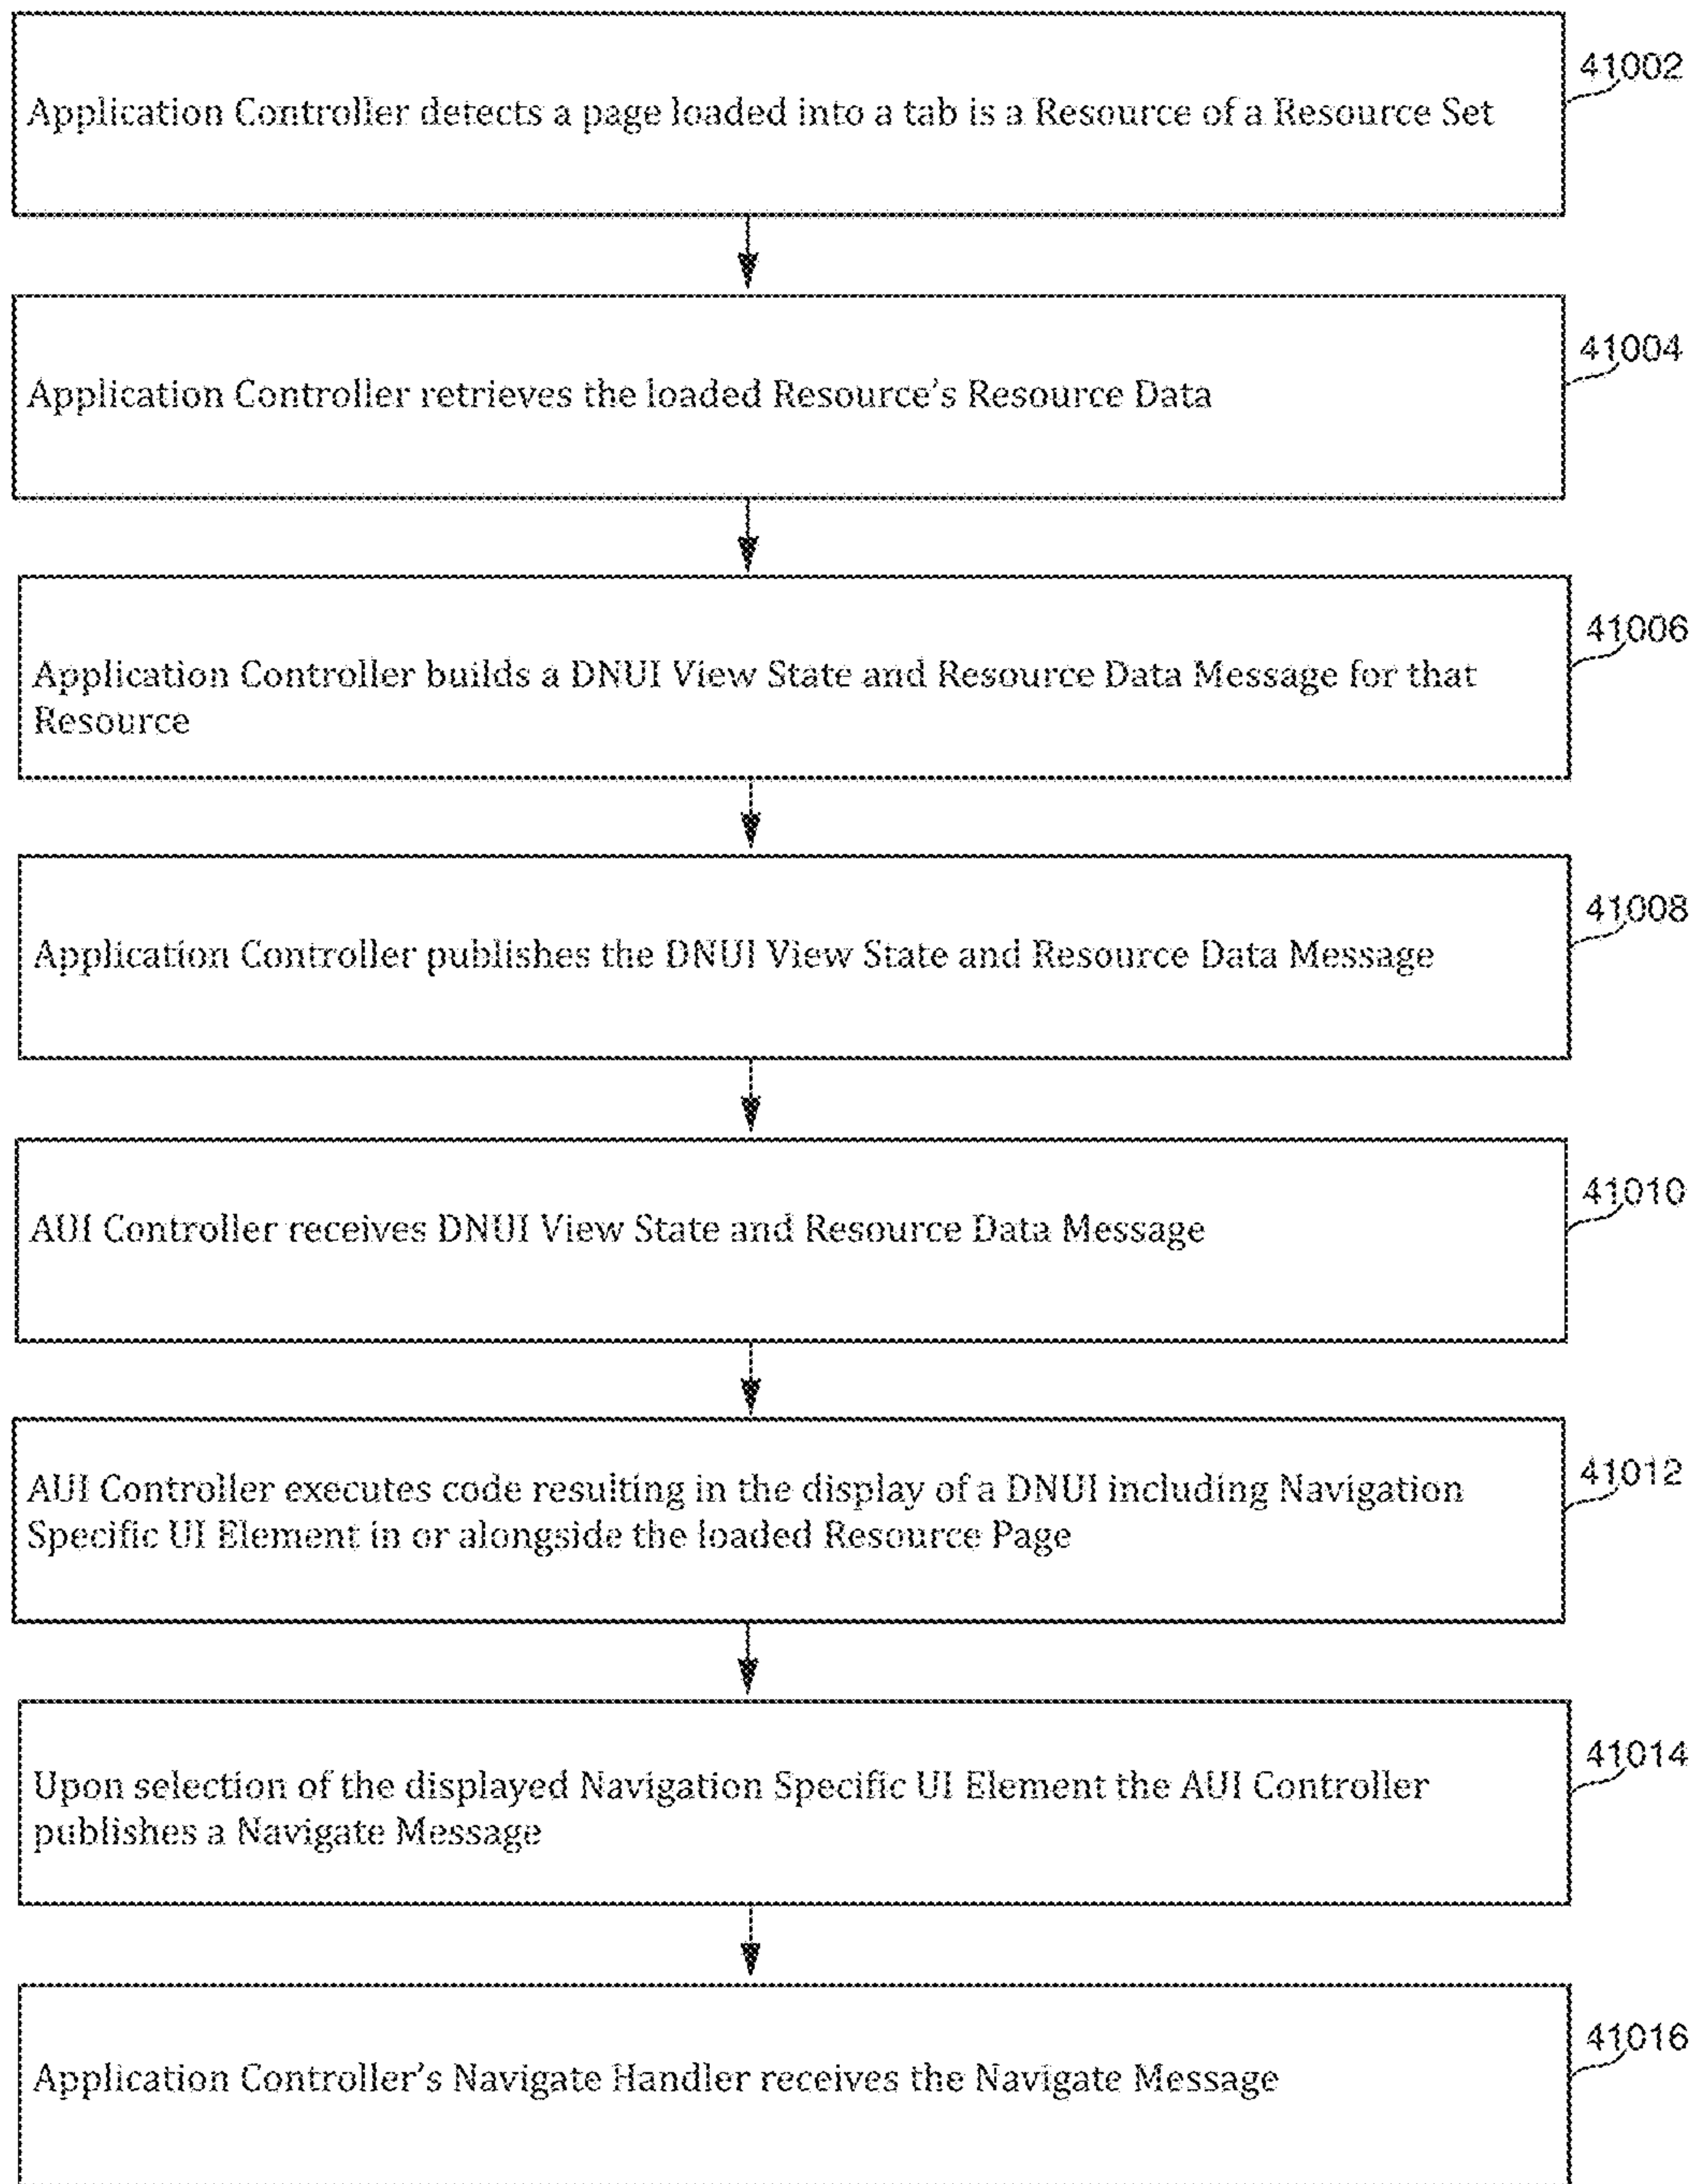 41002
Application Controller detects a page loaded into a tab is a Resource of a Resource Set
41004
Application Controller retrieves the loaded Resource's Resource Data
41006
Application Controller builds a DNUI View State and Resource Data Message for that
Resource
41008
Application Controller publishes the DNUI View State and Resource Data Message
41010
AUI Controller receives DNUI View State and Resource Data Message
41012
AUI Controller executes code resulting in the display of a DNUI including Navigation
Specific UI Element in or alongside the loaded Resource Page
41014
Upon selection of the displayed Navigation Specific UI Element the AUI Controller
publishes a Navigate Message
41016
Application Controller's Navigate Handler receives the Navigate Message